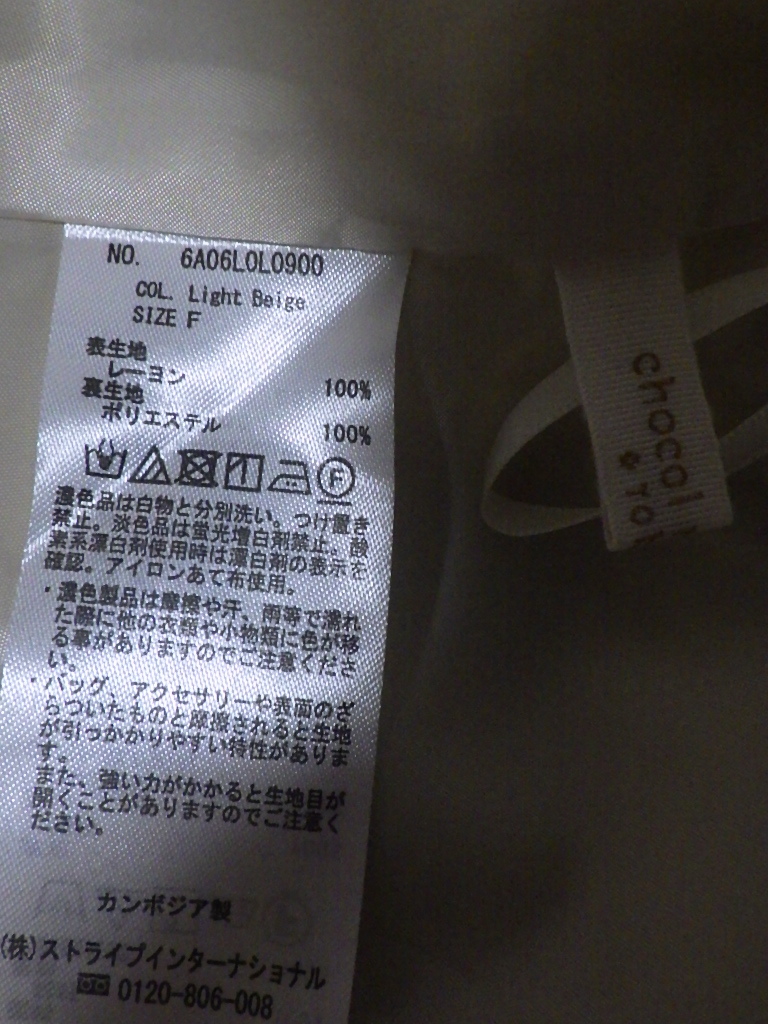 NO. 6A06L0L0900
COL. Light Beige
SIZE F
表生地
レーヨン 100%
裏生地
ポリエステル 100%
F
濃色品は白物と分別洗い。つけ置き
禁止。淡色品は蛍光増白剤禁止。酸
素系漂白剤使用時は漂白剤の表示を
確認。アイロンあて布使用。
・濃色製品は摩擦や汗、雨等で濡れ
た際に他の衣類や小物類に色が移
る事がありますのでご注意くださ
い。
・バッグ、アクセサリーや表面のざ
らついたものと摩擦されると生地
が引っかかりやすい特性がありま
す。
また、強い力がかかると生地目が
開くことがありますのでご注意く
ださい。
カンボジア製
(株)ストライプインターナショナル
0120-806-008
chocol